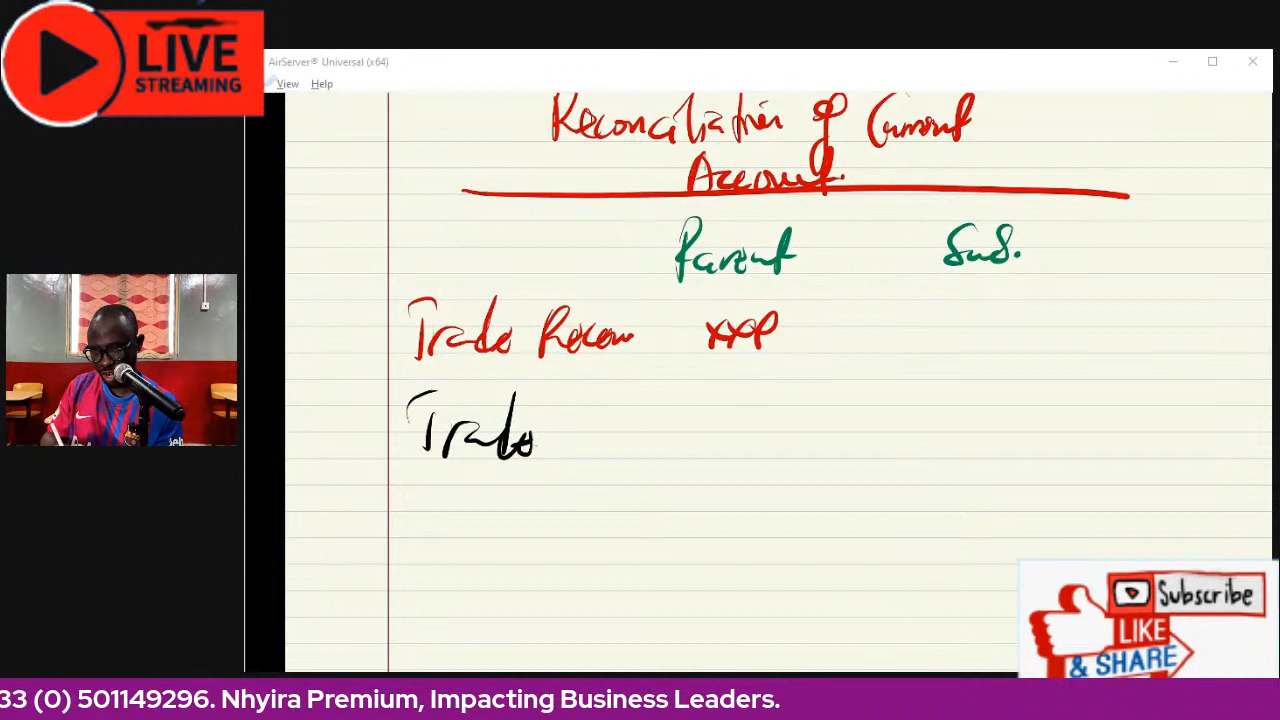 LIVE
STREAMING
AirServer® Universal (x64)
View Help
Reconciliation of Current
Account.
Parent Sub.
Trade Receiv xxx
Trade
Subscribe
LIKE
& SHARE
33 (0) 501149296. Nhyira Premium, Impacting Business Leaders.